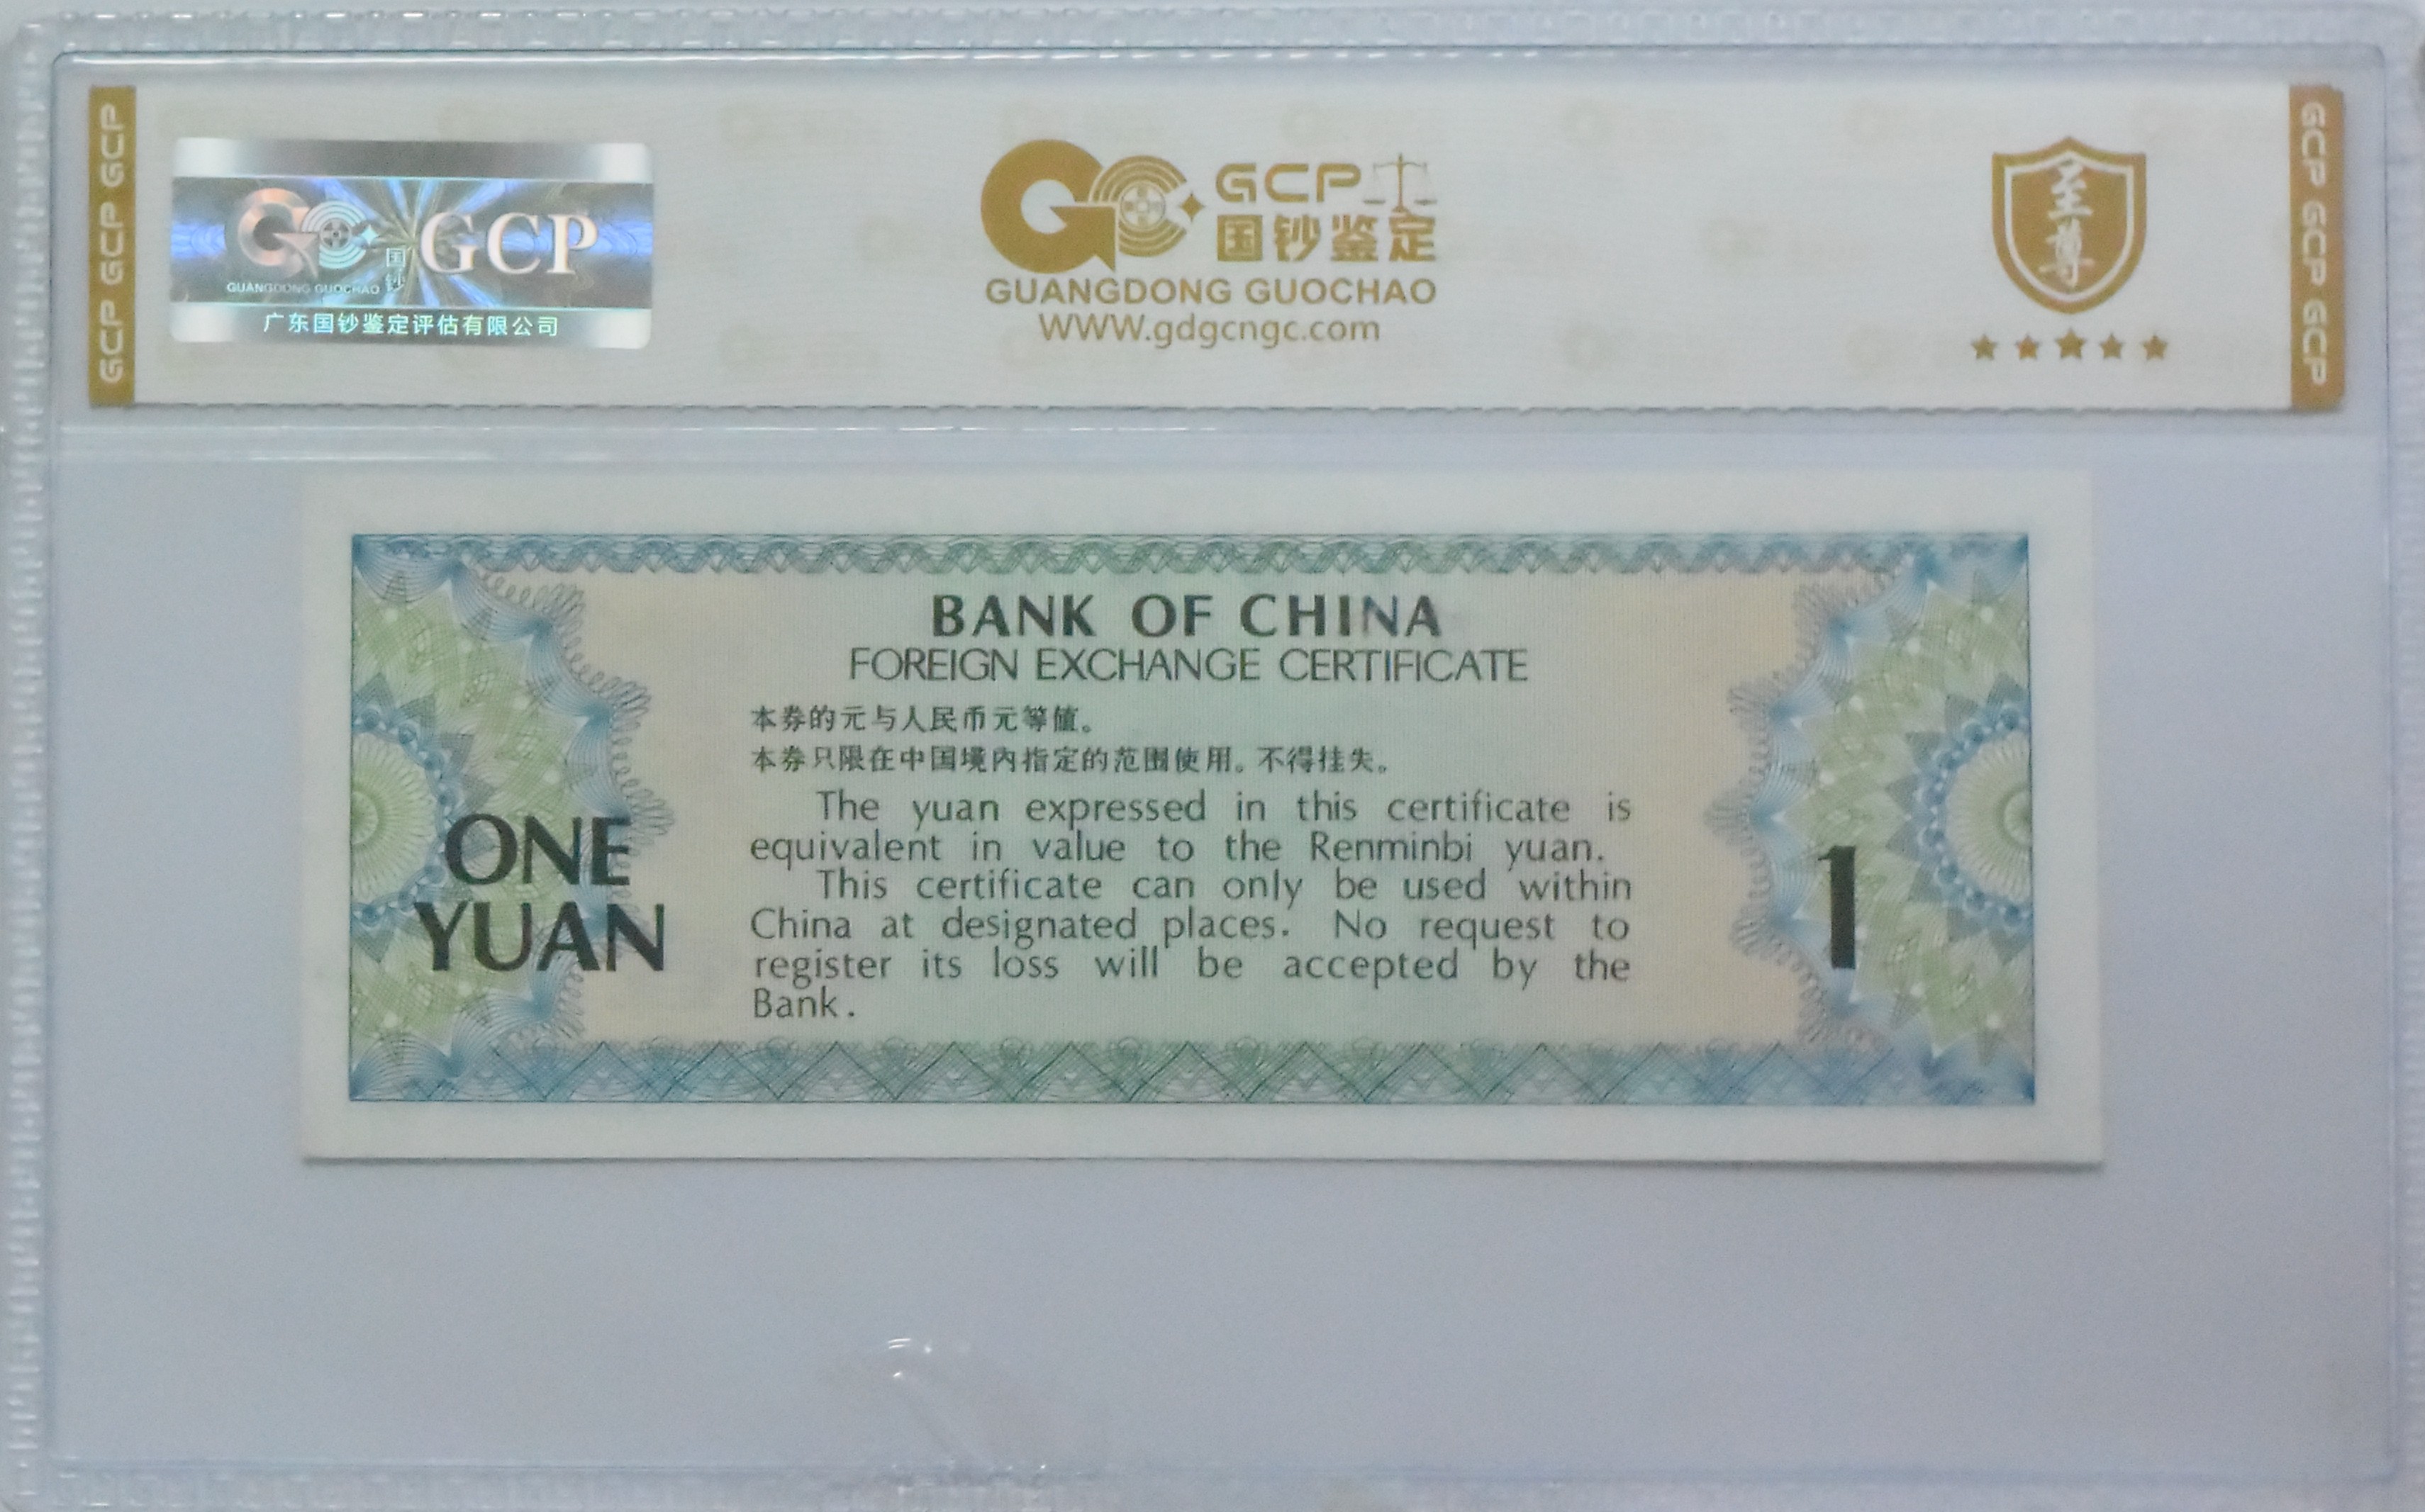 GCP GCP GCP
GCP
国钞
GUANGDONG GUOCHAO
广东国钞鉴定评估有限公司
GCP
国钞鉴定
GUANGDONG GUOCHAO
WWW.gdgcngc.com
至尊
GCP GCP GCP
BANK OF CHINA
FOREIGN EXCHANGE CERTIFICATE
本券的元与人民币元等值。
本券只限在中国境内指定的范围使用。不得挂失。
The yuan expressed in this certificate is
equivalent in value to the Renminbi yuan.
This certificate can only be used within
China at designated places. No request to
register its loss will be accepted by the
Bank.
ONE
YUAN
1